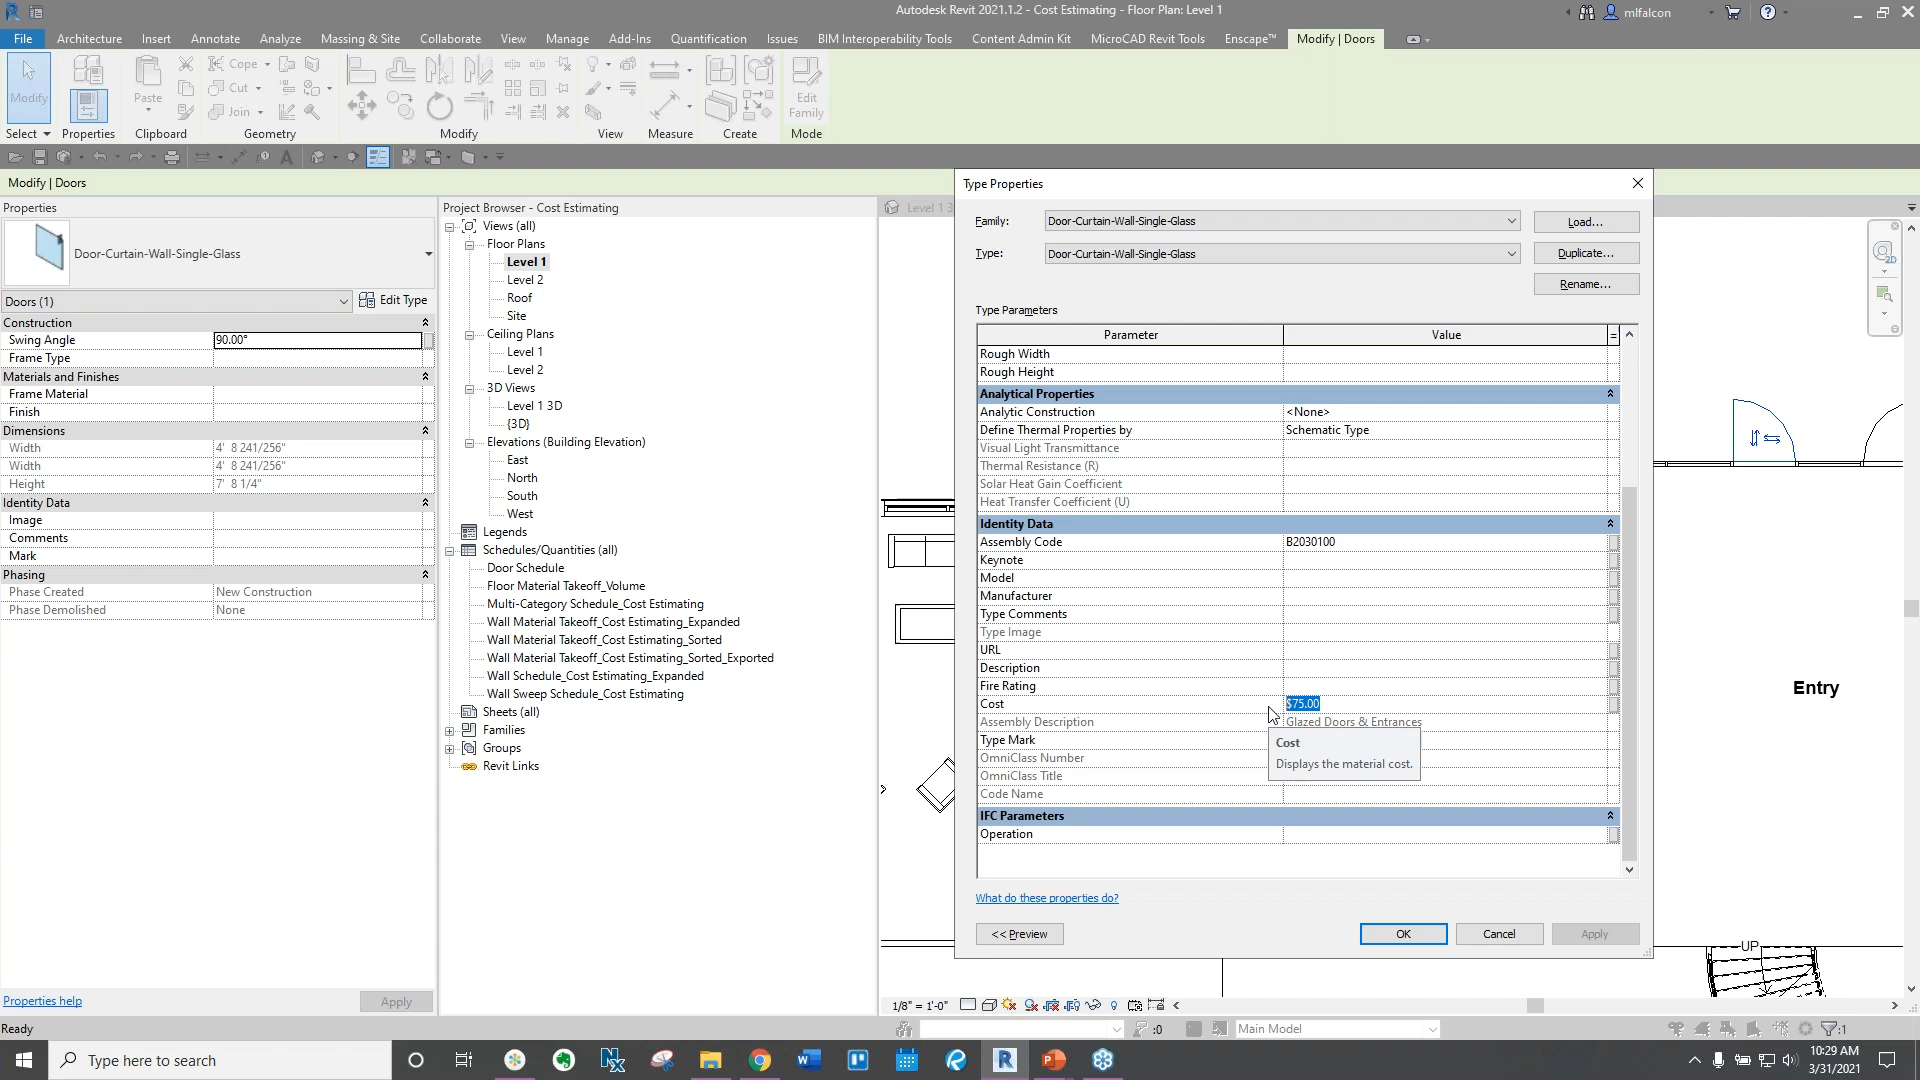 Autodesk Revit 2021.1.2 - Cost Estimating - Floor Plan: Level 1
mlfalcon
File
Architecture
Insert
Annotate
Analyze
Massing & Site
Collaborate
View
Manage
Add-Ins
Quantification
Issues
BIM Interoperability Tools
Content Admin Kit
MicroCAD Revit Tools
Enscape™
Modify | Doors
Modify
Paste
Cope
Cut
Join
Edit
Family
Select
Properties
Clipboard
Geometry
Modify
View
Measure
Create
Mode
Modify | Doors
Properties
Door-Curtain-Wall-Single-Glass
Doors (1)
Edit Type
Construction
Swing Angle 90.00°
Frame Type
Materials and Finishes
Frame Material
Finish
Dimensions
Width 4' 8 241/256"
Width 4' 8 241/256"
Height 7' 8 1/4"
Identity Data
Image
Comments
Mark
Phasing
Phase Created New Construction
Phase Demolished None
Properties help
Apply
Project Browser - Cost Estimating
Views (all)
Floor Plans
Level 1
Level 2
Roof
Site
Ceiling Plans
Level 1
Level 2
3D Views
Level 1 3D
{3D}
Elevations (Building Elevation)
East
North
South
West
Legends
Schedules/Quantities (all)
Door Schedule
Floor Material Takeoff_Volume
Multi-Category Schedule_Cost Estimating
Wall Material Takeoff_Cost Estimating_Expanded
Wall Material Takeoff_Cost Estimating_Sorted
Wall Material Takeoff_Cost Estimating_Sorted_Exported
Wall Schedule_Cost Estimating_Expanded
Wall Sweep Schedule_Cost Estimating
Sheets (all)
Families
Groups
Revit Links
Level 1 3
Type Properties
Family: Door-Curtain-Wall-Single-Glass Load...
Type: Door-Curtain-Wall-Single-Glass Duplicate...
Rename...
Type Parameters
Parameter Value =
Rough Width
Rough Height
Analytical Properties
Analytic Construction <None>
Define Thermal Properties by Schematic Type
Visual Light Transmittance
Thermal Resistance (R)
Solar Heat Gain Coefficient
Heat Transfer Coefficient (U)
Identity Data
Assembly Code B2030100
Keynote
Model
Manufacturer
Type Comments
Type Image
URL
Description
Fire Rating
Cost $75.00
Assembly Description Glazed Doors & Entrances
Type Mark
OmniClass Number
OmniClass Title
Code Name
Cost
Displays the material cost.
IFC Parameters
Operation
What do these properties do?
<< Preview
OK
Cancel
Apply
2D
Entry
UP
1/8" = 1'-0"
Ready
:0
Main Model
:1
Type here to search
10:29 AM
3/31/2021